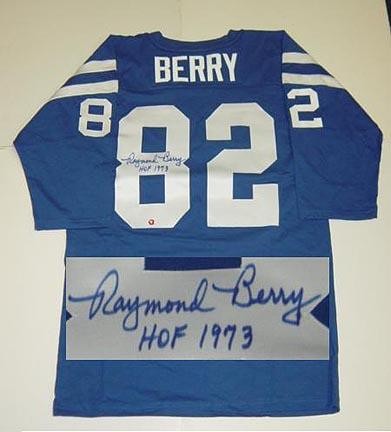 BERRY
8 2
82
Raymond Berry
HOF 1973
Raymond Berry
HOF 1973